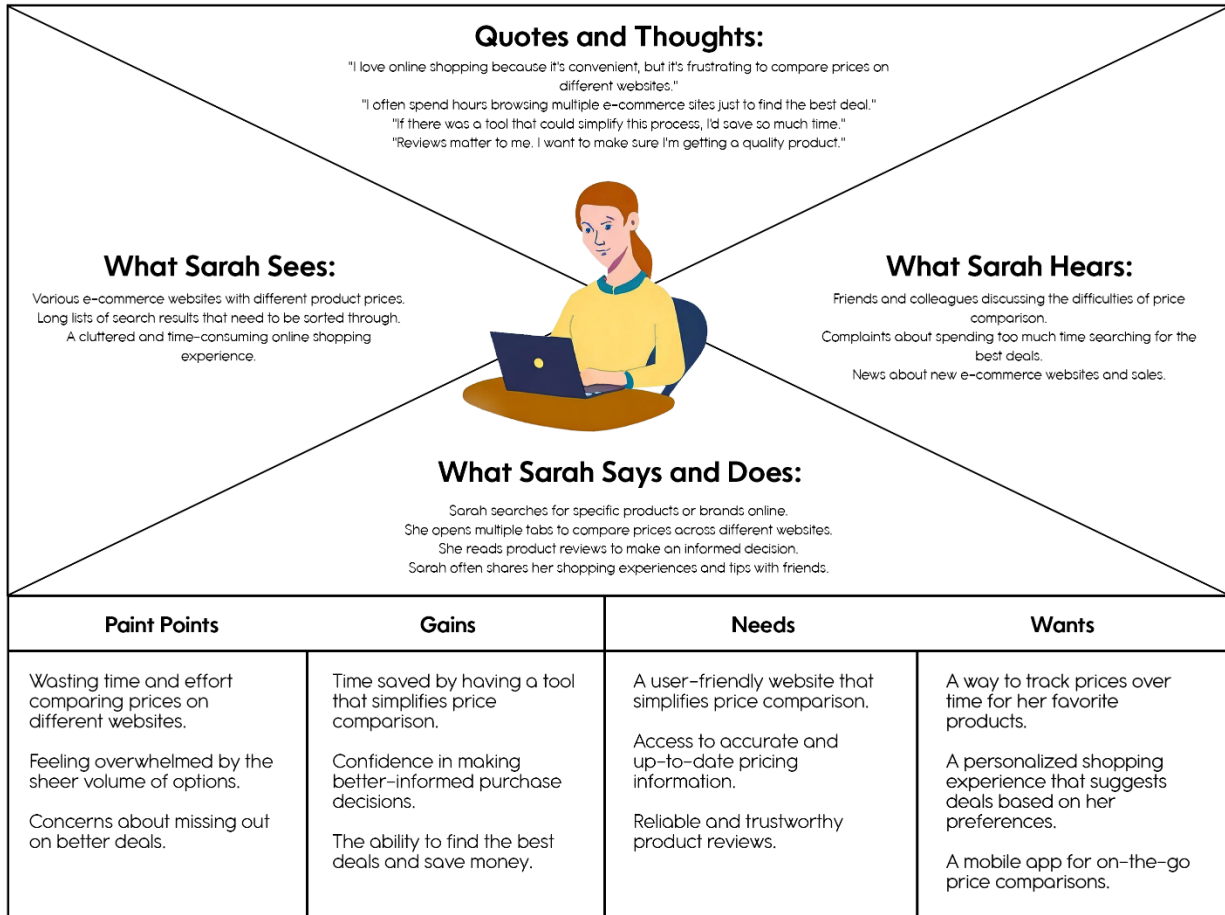 Quotes and Thoughts:
"I love online shopping because it's convenient, but it's frustrating to compare prices on
different websites."
"I often spend hours browsing multiple e-commerce sites just to find the best deal."
"If there was a tool that could simplify this process, I'd save so much time."
"Reviews matter to me. I want to make sure I'm getting a quality product."
What Sarah Sees:
Various e-commerce websites with different product prices.
Long lists of search results that need to be sorted through.
A cluttered and time-consuming online shopping
experience.
What Sarah Hears:
Friends and colleagues discussing the difficulties of price
comparison.
Complaints about spending too much time searching for the
best deals.
News about new e-commerce websites and sales.
What Sarah Says and Does:
Sarah searches for specific products or brands online.
She opens multiple tabs to compare prices across different websites.
She reads product reviews to make an informed decision.
Sarah often shares her shopping experiences and tips with friends.
Paint Points
Wasting time and effort
comparing prices on
different websites.
Feeling overwhelmed by the
sheer volume of options.
Concerns about missing out
on better deals.
Gains
Time saved by having a tool
that simplifies price
comparison.
Confidence in making
better-informed purchase
decisions.
The ability to find the best
deals and save money.
Needs
A user-friendly website that
simplifies price comparison.
Access to accurate and
up-to-date pricing
information.
Reliable and trustworthy
product reviews.
Wants
A way to track prices over
time for her favorite
products.
A personalized shopping
experience that suggests
deals based on her
preferences.
A mobile app for on-the-go
price comparisons.